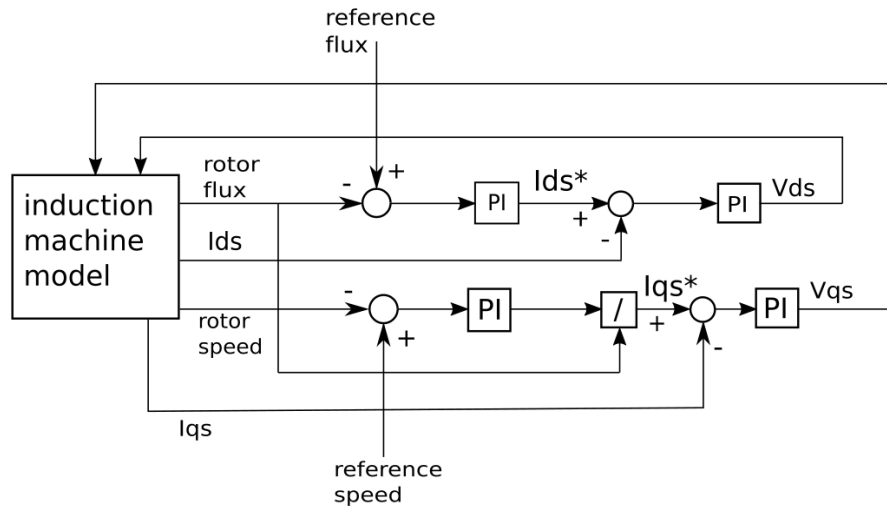 reference
flux
rotor
flux
-
+
PI
Ids*
+
-
PI
Vds
induction
machine
model
Ids
-
+
rotor
speed
PI
/
Iqs*
+
-
PI
Vqs
Iqs
reference
speed